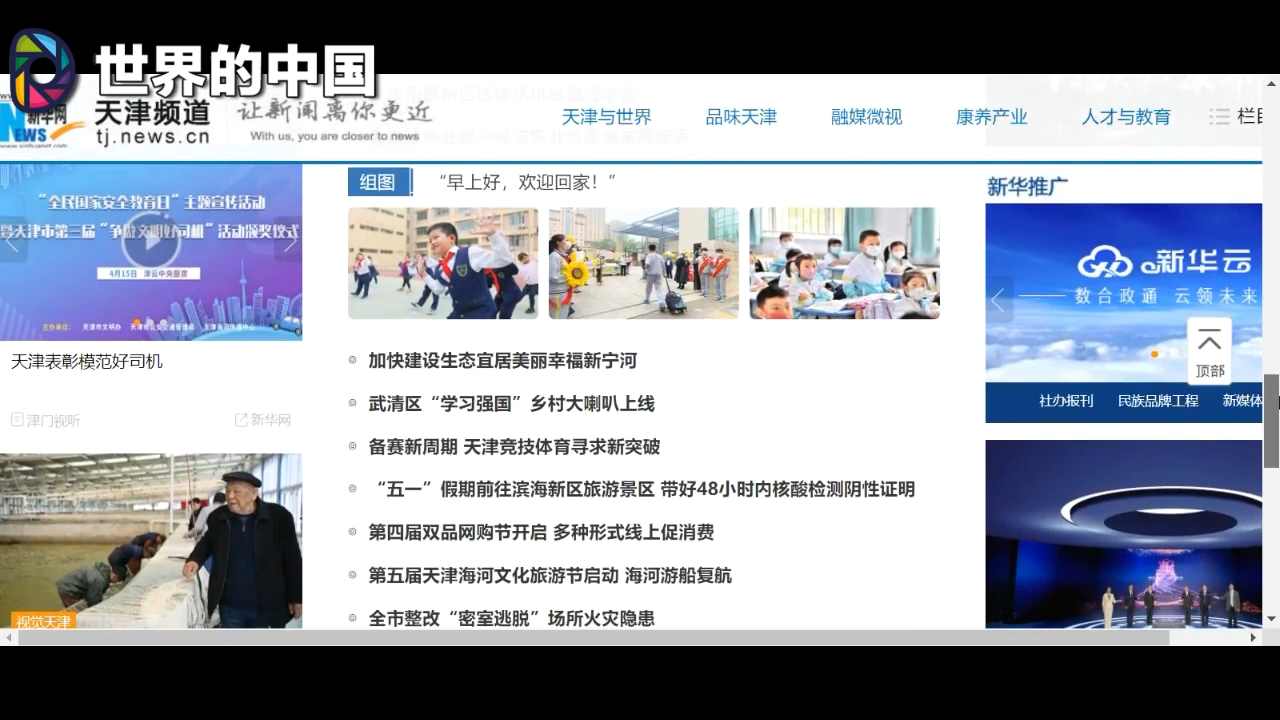 世界的中国
新华网
NEWS
天津频道
tj.news.cn
让新闻离你更近
With us, you are closer to news
天津与世界
品味天津
融媒微视
康养产业
人才与教育
栏目
“全民国家安全教育日”主题宣传活动
暨天津市第三届“争做文明好司机”活动颁奖仪式
4月15日 津云中央厨房
天津表彰模范好司机
津门视听
新华网
视觉天津
组图
“早上好，欢迎回家！”
加快建设生态宜居美丽幸福新宁河
武清区“学习强国”乡村大喇叭上线
备赛新周期 天津竞技体育寻求新突破
“五一”假期前往滨海新区旅游景区 带好48小时内核酸检测阴性证明
第四届双品网购节开启 多种形式线上促消费
第五届天津海河文化旅游节启动 海河游船复航
全市整改“密室逃脱”场所火灾隐患
新华推广
e新华云
数合政通 云领未来
顶部
社办报刊
民族品牌工程
新媒体